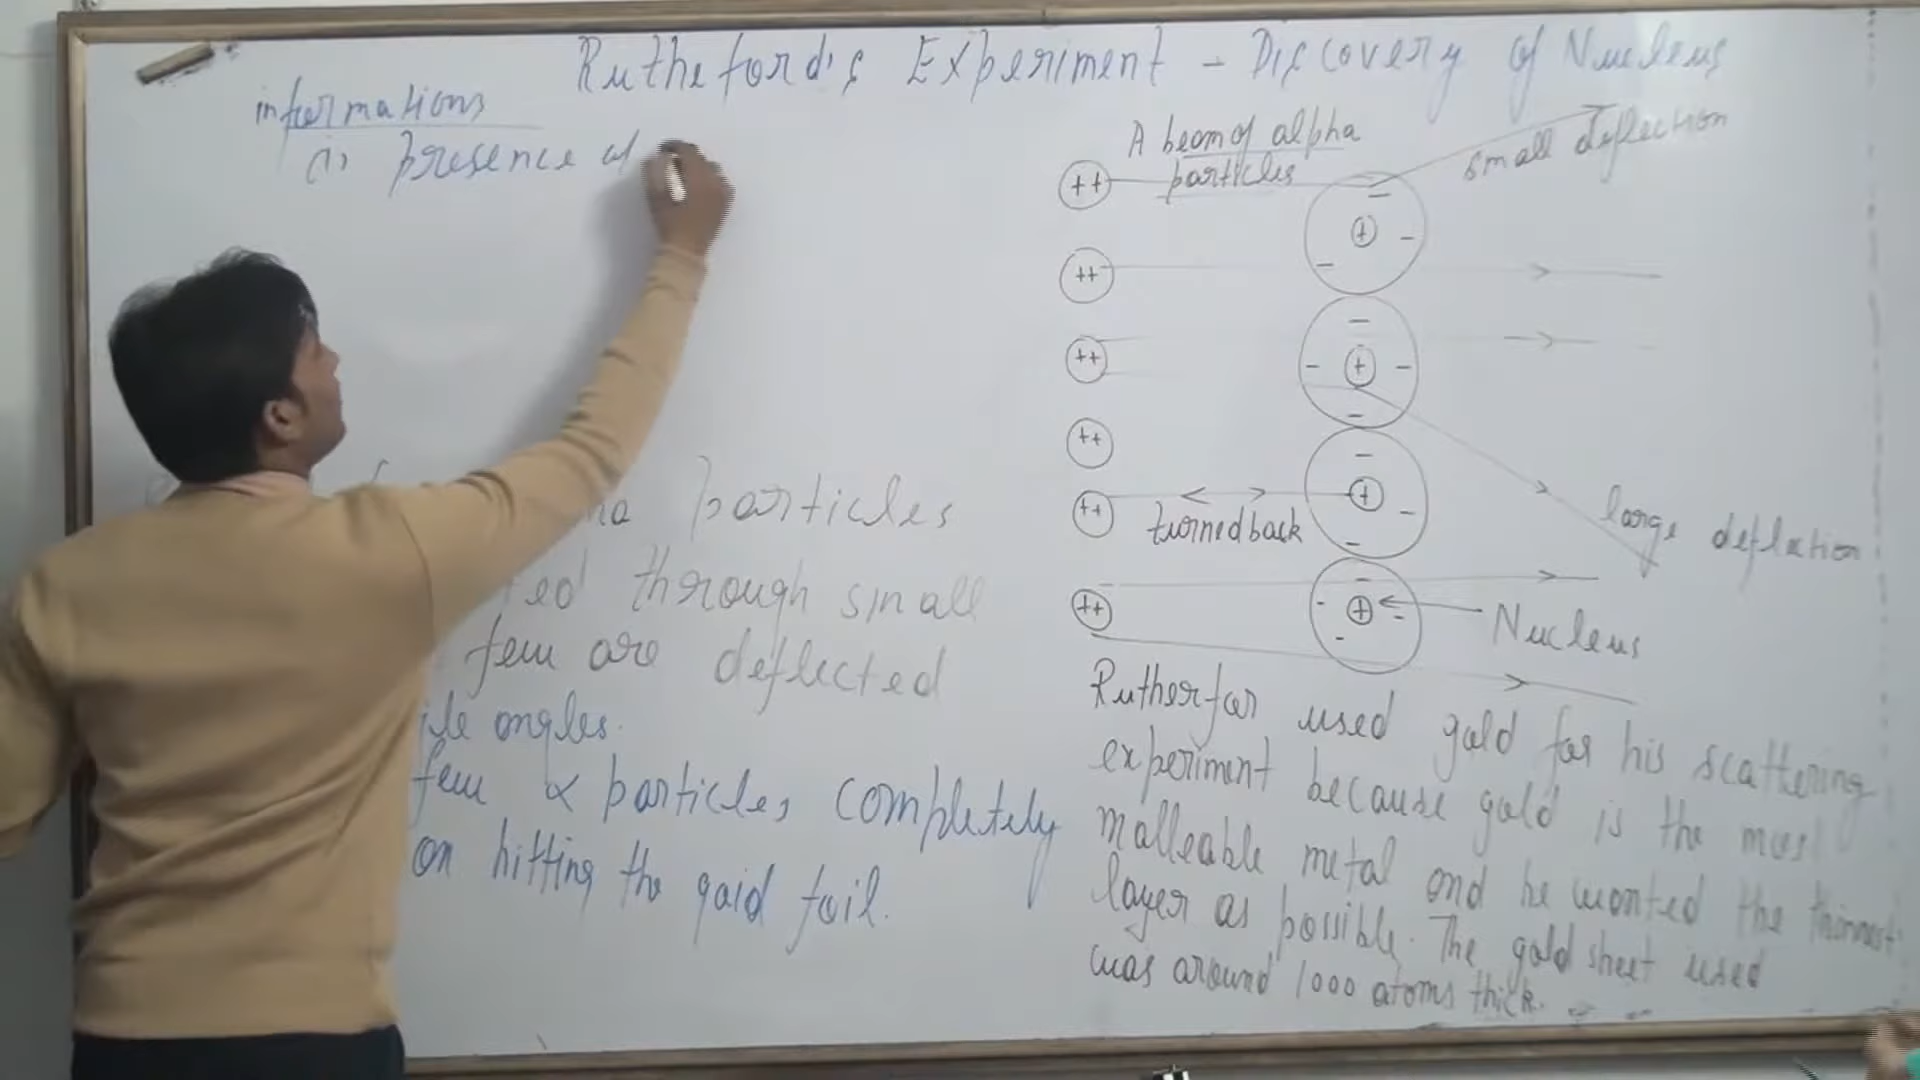 Rutheford's Experiment - Discovery of Nucleus
informations
(i) presence of
particles
through small
few are deflected
angles.
few α particles completely
on hitting the gold foil.
A beam of alpha
particles
small deflection
++
++
++
++
++
++
turned back
large deflection
Nucleus
Rutherfor used gold for his scattering
experiment because gold is the most
malleable metal and he wanted the thinnest
layer as possible. The gold sheet used
was around 1000 atoms thick.